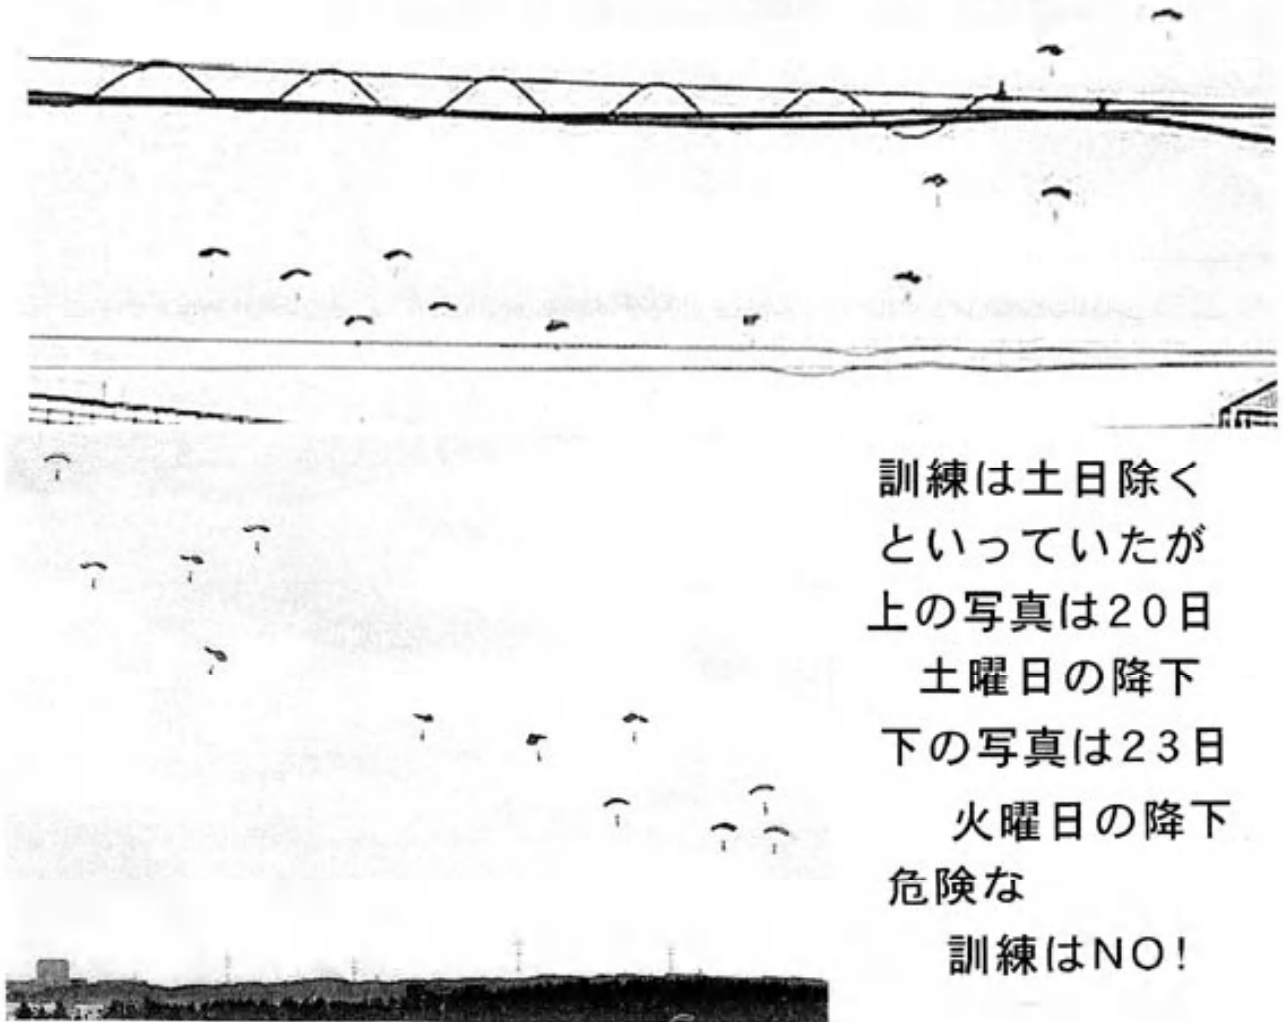 訓練は土日除く
といっていたが
上の写真は20日
土曜日の降下
下の写真は23日
火曜日の降下
危険な
訓練はNO!